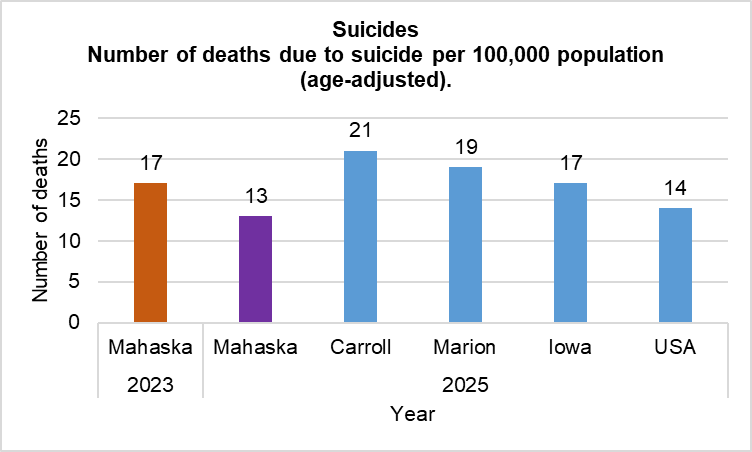 Suicides
Number of deaths due to suicide per 100,000 population
(age-adjusted).
Number of deaths
25
20
15
10
5
0
17
13
21
19
17
14
Mahaska Mahaska Carroll Marion Iowa USA
2023 2025
Year